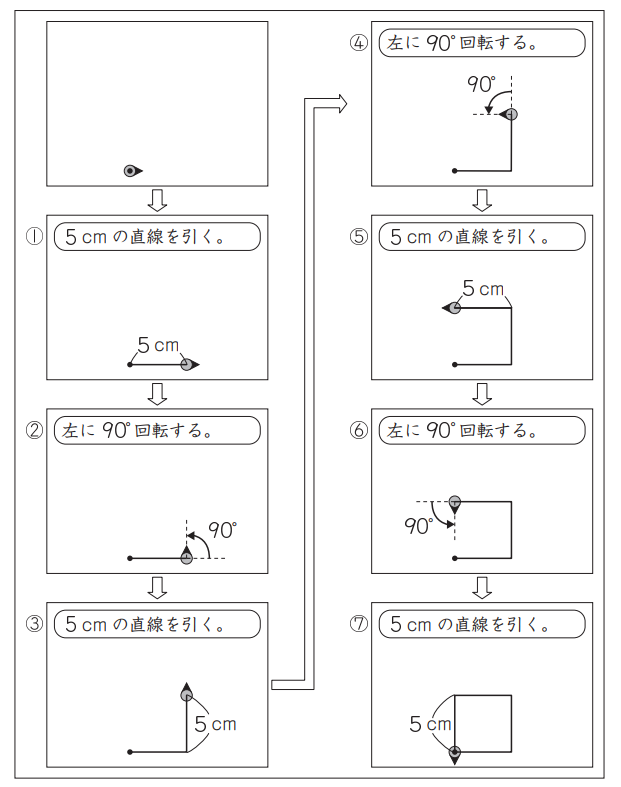 ① 5 cm の直線を引く。
5 cm
② 左に 90° 回転する。
90°
③ 5 cm の直線を引く。
5 cm
④ 左に 90° 回転する。
90°
⑤ 5 cm の直線を引く。
5 cm
⑥ 左に 90° 回転する。
90°
⑦ 5 cm の直線を引く。
5 cm